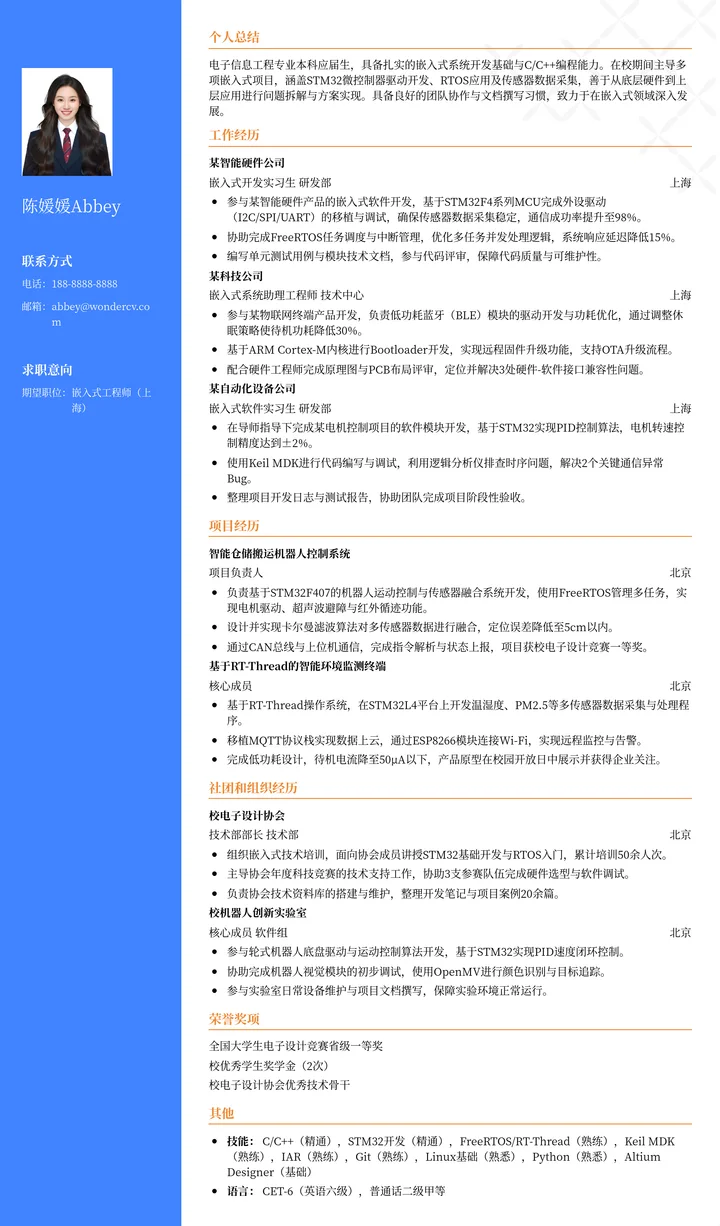 陈媛媛Abbey
联系方式
电话：188-8888-8888
邮箱：abbey@wondercv.co
m
求职意向
期望职位：嵌入式工程师（上
海）
个人总结
电子信息工程专业本科应届生，具备扎实的嵌入式系统开发基础与C/C++编程能力。在校期间主导多
项嵌入式项目，涵盖STM32微控制器驱动开发、RTOS应用及传感器数据采集，善于从底层硬件到上
层应用进行问题拆解与方案实现。具备良好的团队协作与文档撰写习惯，致力于在嵌入式领域深入发
展。
工作经历
某智能硬件公司
嵌入式开发实习生 研发部 上海
• 参与某智能硬件产品的嵌入式软件开发，基于STM32F4系列MCU完成外设驱动
（I2C/SPI/UART）的移植与调试，确保传感器数据采集稳定，通信成功率提升至98%。
• 协助完成FreeRTOS任务调度与中断管理，优化多任务并发处理逻辑，系统响应延迟降低15%。
• 编写单元测试用例与模块技术文档，参与代码评审，保障代码质量与可维护性。
某科技公司
嵌入式系统助理工程师 技术中心 上海
• 参与某物联网终端产品开发，负责低功耗蓝牙（BLE）模块的驱动开发与功耗优化，通过调整休
眠策略使待机功耗降低30%。
• 基于ARM Cortex-M内核进行Bootloader开发，实现远程固件升级功能，支持OTA升级流程。
• 配合硬件工程师完成原理图与PCB布局评审，定位并解决3处硬件-软件接口兼容性问题。
某自动化设备公司
嵌入式软件实习生 研发部 上海
• 在导师指导下完成某电机控制项目的软件模块开发，基于STM32实现PID控制算法，电机转速控
制精度达到±2%。
• 使用Keil MDK进行代码编写与调试，利用逻辑分析仪排查时序问题，解决2个关键通信异常
Bug。
• 整理项目开发日志与测试报告，协助团队完成项目阶段性验收。
项目经历
智能仓储搬运机器人控制系统
项目负责人 北京
• 负责基于STM32F407的机器人运动控制与传感器融合系统开发，使用FreeRTOS管理多任务，实
现电机驱动、超声波避障与红外循迹功能。
• 设计并实现卡尔曼滤波算法对多传感器数据进行融合，定位误差降低至5cm以内。
• 通过CAN总线与上位机通信，完成指令解析与状态上报，项目获校电子设计竞赛一等奖。
基于RT-Thread的智能环境监测终端
核心成员 北京
• 基于RT-Thread操作系统，在STM32L4平台上开发温湿度、PM2.5等多传感器数据采集与处理程
序。
• 移植MQTT协议栈实现数据上云，通过ESP8266模块连接Wi-Fi，实现远程监控与告警。
• 完成低功耗设计，待机电流降至50μA以下，产品原型在校园开放日中展示并获得企业关注。
社团和组织经历
校电子设计协会
技术部部长 技术部 北京
• 组织嵌入式技术培训，面向协会成员讲授STM32基础开发与RTOS入门，累计培训50余人次。
• 主导协会年度科技竞赛的技术支持工作，协助3支参赛队伍完成硬件选型与软件调试。
• 负责协会技术资料库的搭建与维护，整理开发笔记与项目案例20余篇。
校机器人创新实验室
核心成员 软件组 北京
• 参与轮式机器人底盘驱动与运动控制算法开发，基于STM32实现PID速度闭环控制。
• 协助完成机器人视觉模块的初步调试，使用OpenMV进行颜色识别与目标追踪。
• 参与实验室日常设备维护与项目文档撰写，保障实验环境正常运行。
荣誉奖项
全国大学生电子设计竞赛省级一等奖
校优秀学生奖学金（2次）
校电子设计协会优秀技术骨干
其他
• 技能： C/C++（精通），STM32开发（精通），FreeRTOS/RT-Thread（熟练），Keil MDK
（熟练），IAR（熟练），Git（熟练），Linux基础（熟悉），Python（熟悉），Altium
Designer（基础）
• 语言： CET-6（英语六级），普通话二级甲等